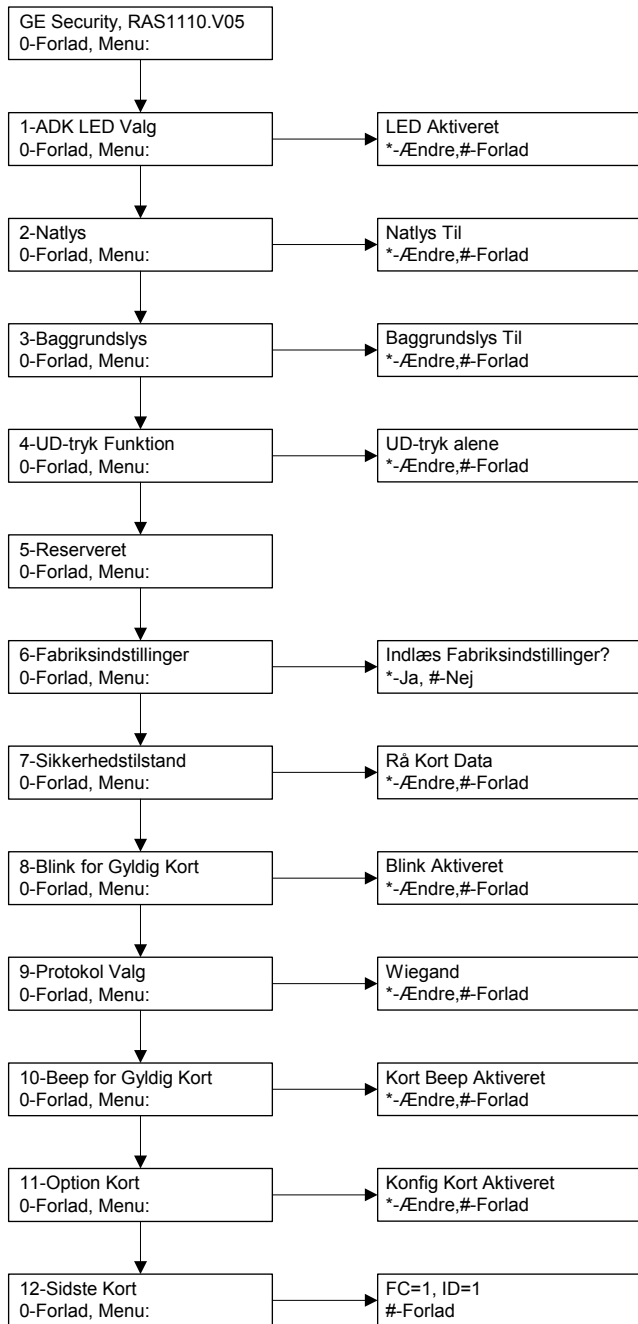 GE Security, RAS1110.V05
0-Forlad, Menu:
1-ADK LED Valg
0-Forlad, Menu:
LED Aktiveret
*-Ændre,#-Forlad
2-Natlys
0-Forlad, Menu:
Natlys Til
*-Ændre,#-Forlad
3-Baggrundslys
0-Forlad, Menu:
Baggrundslys Til
*-Ændre,#-Forlad
4-UD-tryk Funktion
0-Forlad, Menu:
UD-tryk alene
*-Ændre,#-Forlad
5-Reserveret
0-Forlad, Menu:
6-Fabriksindstillinger
0-Forlad, Menu:
Indlæs Fabriksindstillinger?
*-Ja, #-Nej
7-Sikkerhedstilstand
0-Forlad, Menu:
Rå Kort Data
*-Ændre,#-Forlad
8-Blink for Gyldig Kort
0-Forlad, Menu:
Blink Aktiveret
*-Ændre,#-Forlad
9-Protokol Valg
0-Forlad, Menu:
Wiegand
*-Ændre,#-Forlad
10-Beep for Gyldig Kort
0-Forlad, Menu:
Kort Beep Aktiveret
*-Ændre,#-Forlad
11-Option Kort
0-Forlad, Menu:
Konfig Kort Aktiveret
*-Ændre,#-Forlad
12-Sidste Kort
0-Forlad, Menu:
FC=1, ID=1
#-Forlad